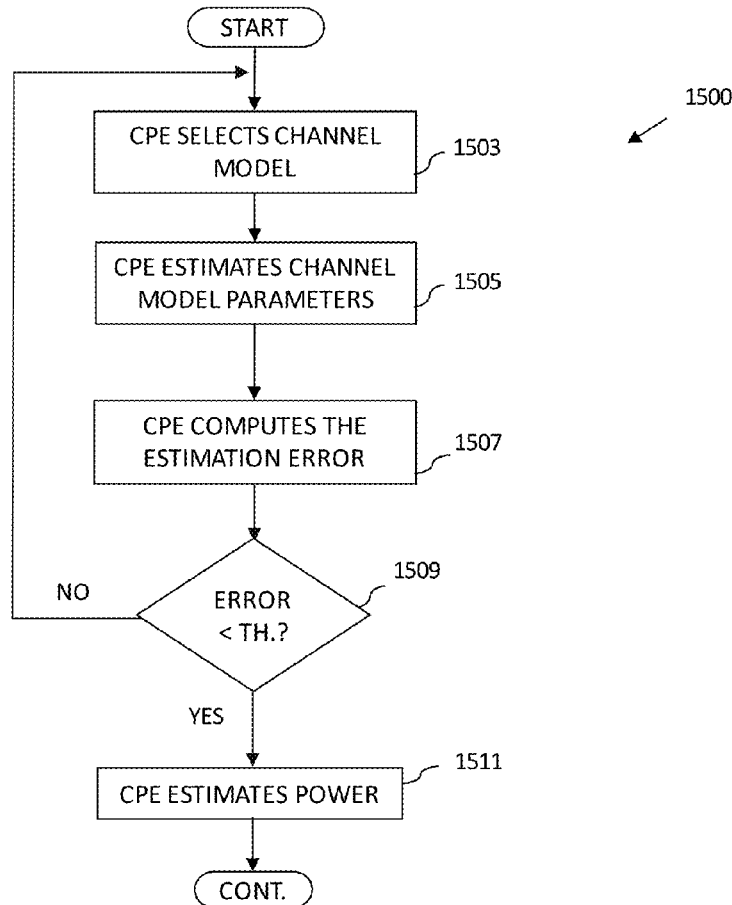 START
1500
CPE SELECTS CHANNEL
MODEL
1503
CPE ESTIMATES CHANNEL
MODEL PARAMETERS
1505
CPE COMPUTES THE
ESTIMATION ERROR
1507
1509
NO
ERROR
< TH.?
YES
1511
CPE ESTIMATES POWER
CONT.